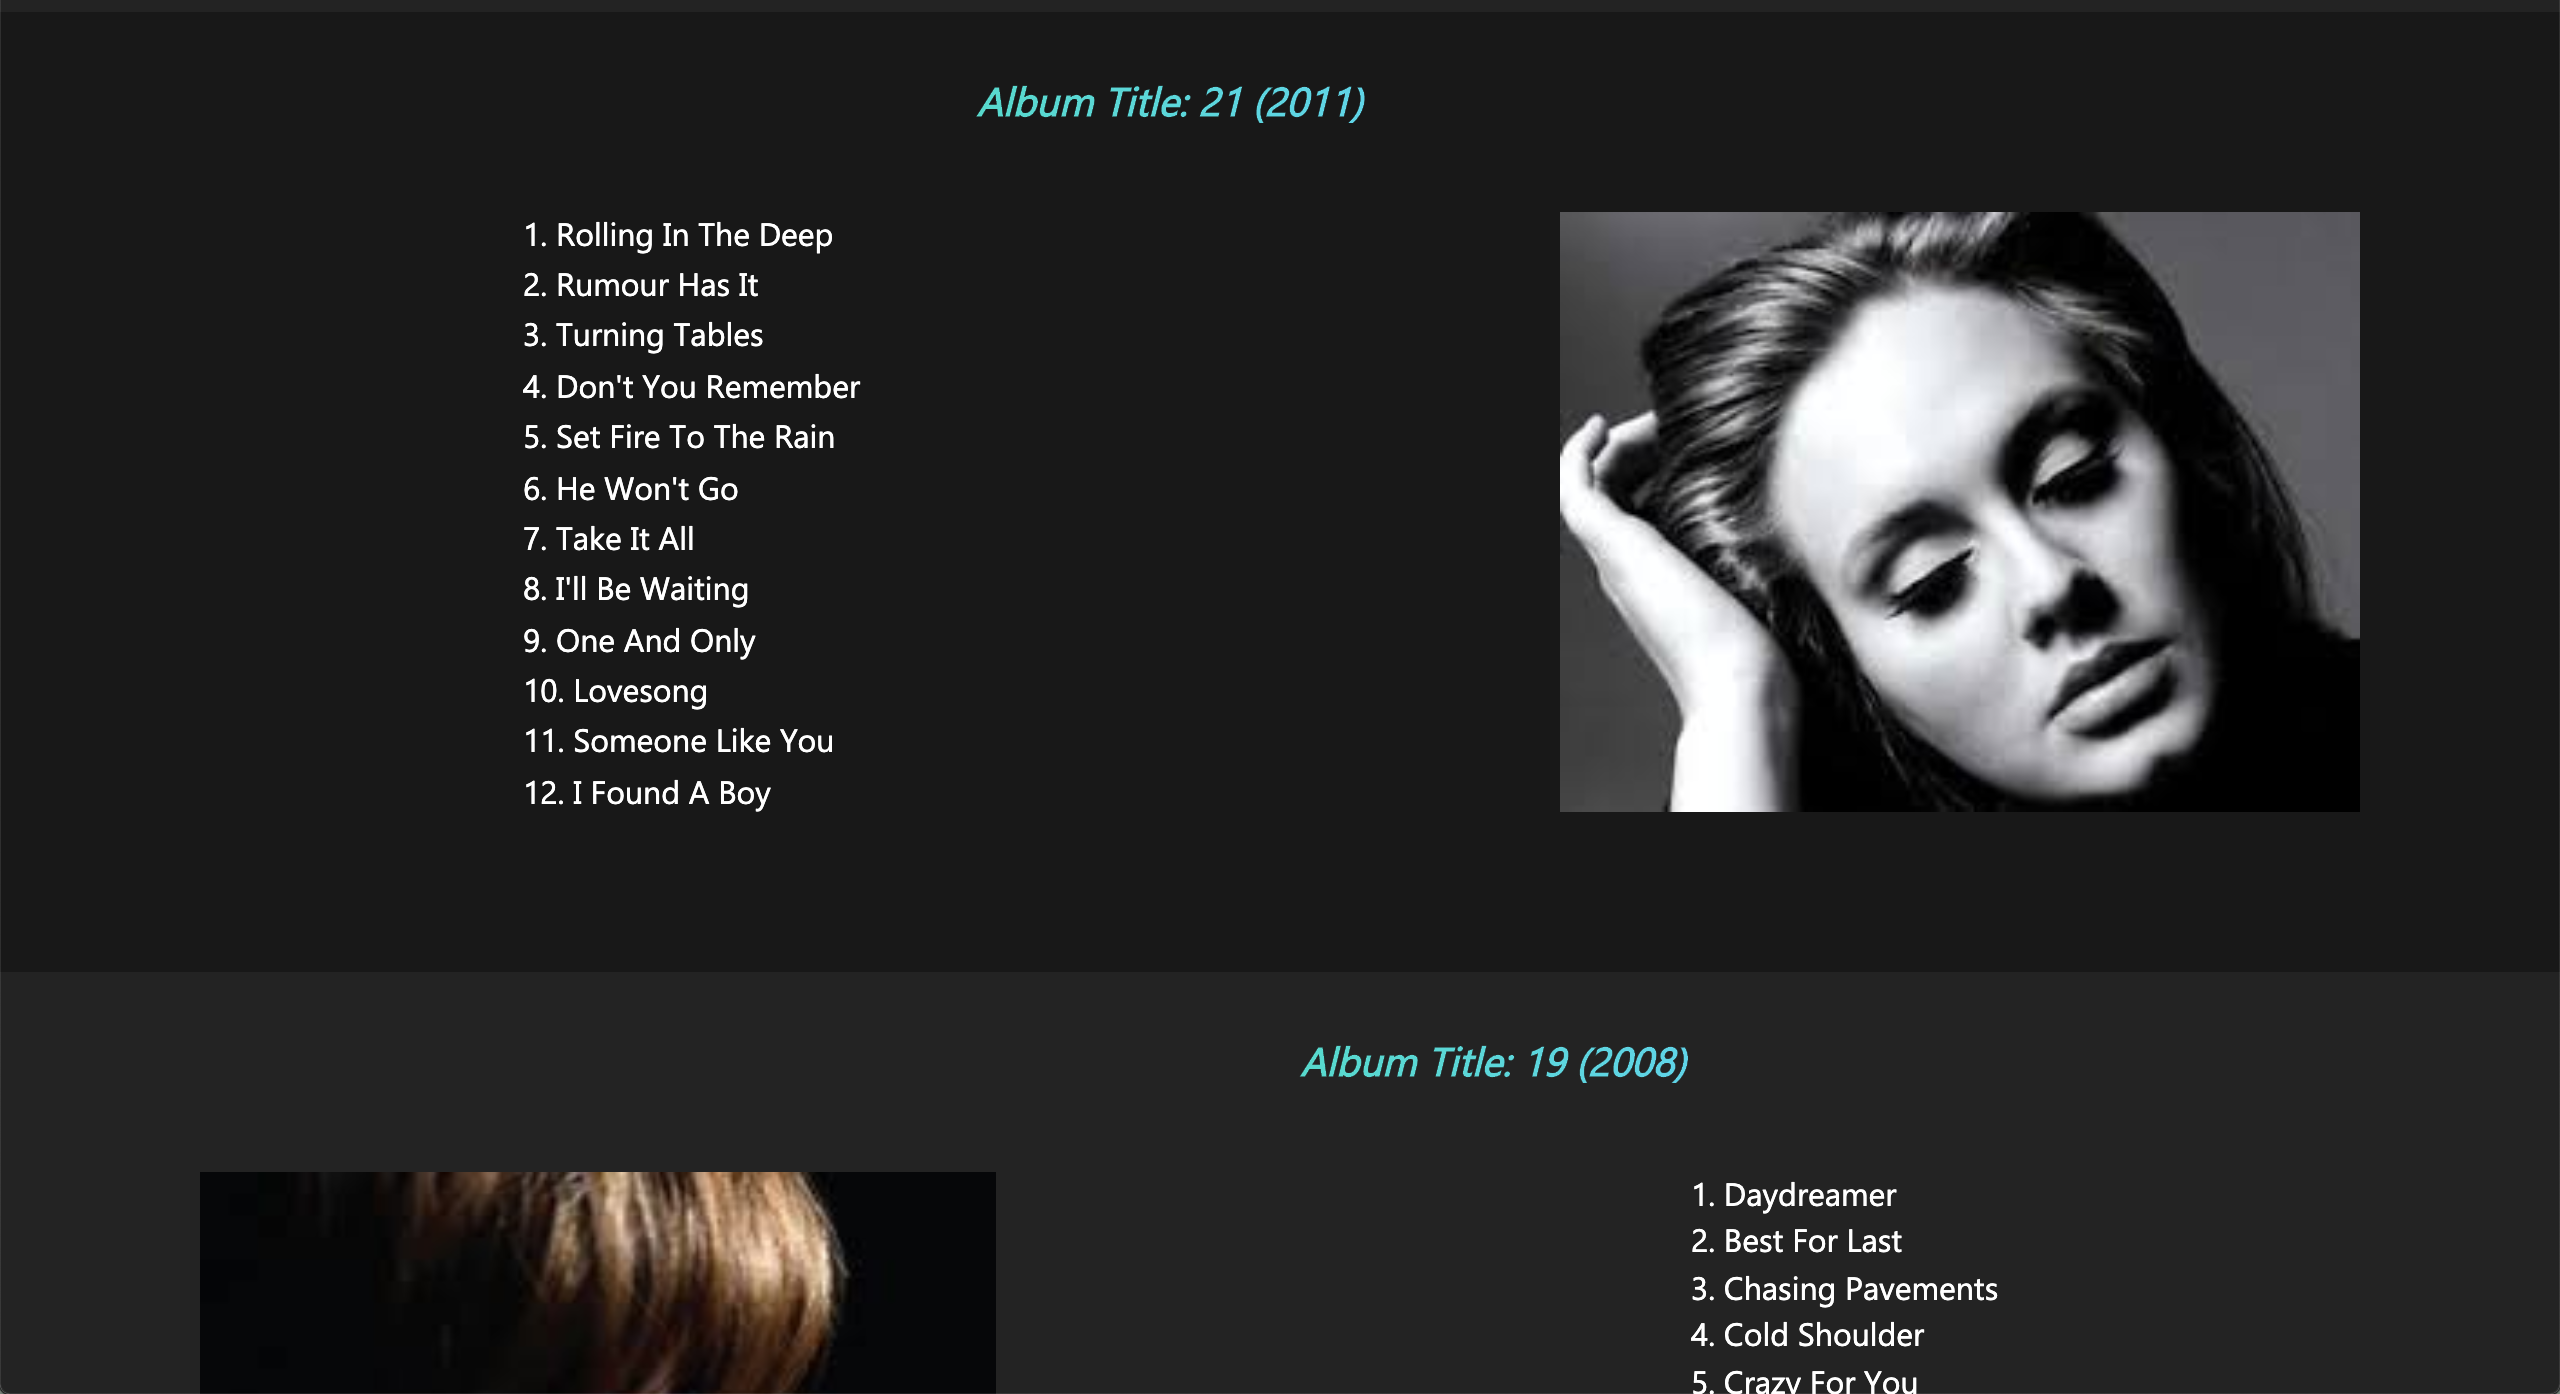 Album Title: 21 (2011)
1. Rolling In The Deep
2. Rumour Has It
3. Turning Tables
4. Don't You Remember
5. Set Fire To The Rain
6. He Won't Go
7. Take It All
8. I'll Be Waiting
9. One And Only
10. Lovesong
11. Someone Like You
12. I Found A Boy
Album Title: 19 (2008)
1. Daydreamer
2. Best For Last
3. Chasing Pavements
4. Cold Shoulder
5. Crazy For You